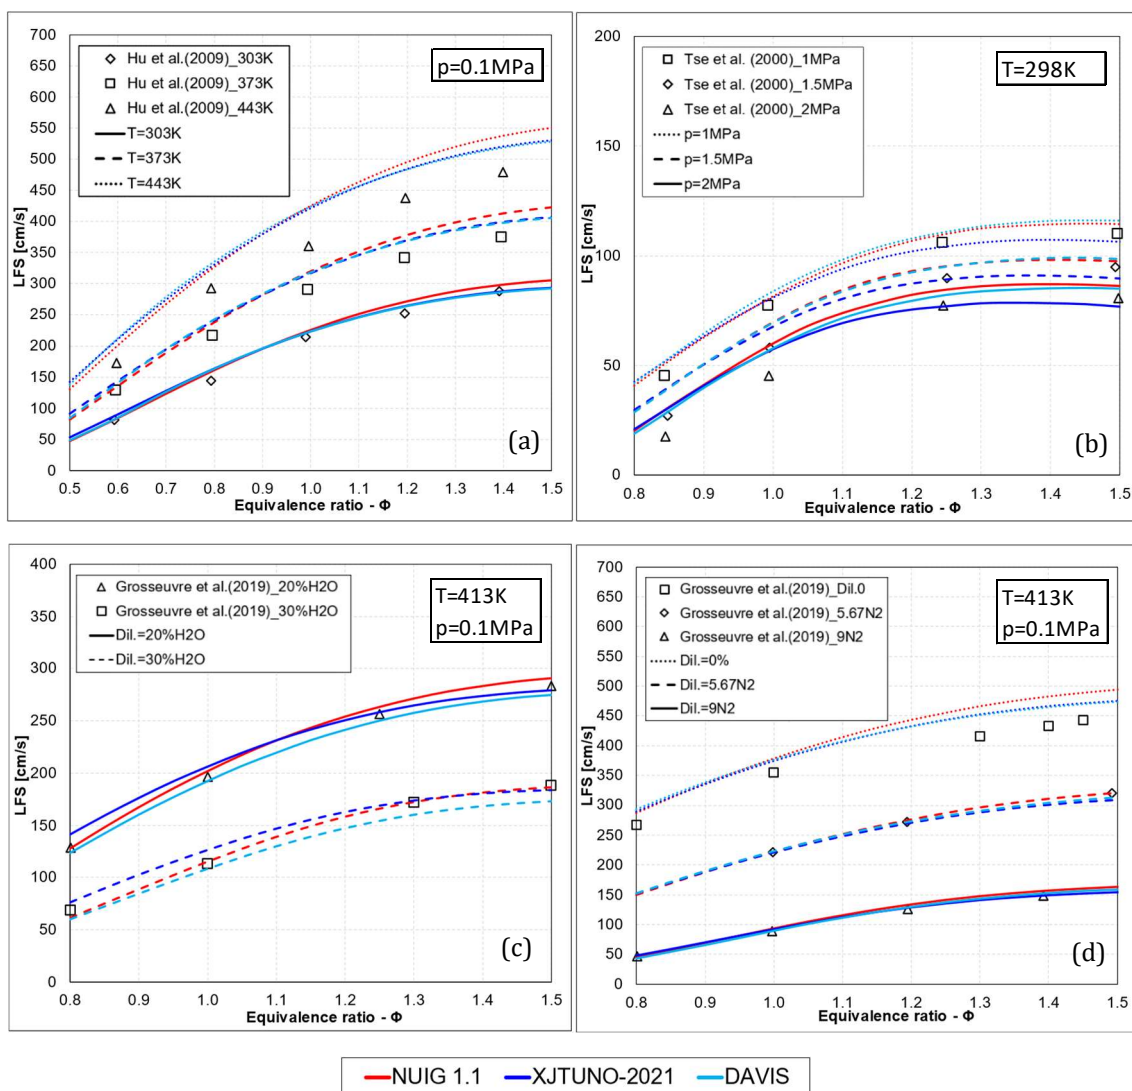 700
650
600
550
500
450
400
350
300
250
200
150
100
50
0
LFS [cm/s]
Hu et al.(2009)_303K
Hu et al.(2009)_373K
Hu et al.(2009)_443K
T=303K
T=373K
T=443K
p=0.1MPa
(a)
0.5 0.6 0.7 0.8 0.9 1.0 1.1 1.2 1.3 1.4 1.5
Equivalence ratio - Φ
200
150
100
50
0
LFS [cm/s]
Tse et al. (2000)_1MPa
Tse et al. (2000)_1.5MPa
Tse et al. (2000)_2MPa
p=1MPa
p=1.5MPa
p=2MPa
T=298K
(b)
0.8 0.9 1.0 1.1 1.2 1.3 1.4 1.5
Equivalence ratio - Φ
400
350
300
250
200
150
100
50
0
LFS [cm/s]
Grosseuvre et al.(2019)_20%H2O
Grosseuvre et al.(2019)_30%H2O
Dil.=20%H2O
Dil.=30%H2O
T=413K
p=0.1MPa
(c)
0.8 0.9 1.0 1.1 1.2 1.3 1.4 1.5
Equivalence ratio - Φ
700
650
600
550
500
450
400
350
300
250
200
150
100
50
0
LFS [cm/s]
Grosseuvre et al.(2019)_Dil.0
Grosseuvre et al.(2019)_5.67N2
Grosseuvre et al.(2019)_9N2
Dil.=0%
Dil.=5.67N2
Dil.=9N2
T=413K
p=0.1MPa
(d)
0.8 0.9 1.0 1.1 1.2 1.3 1.4 1.5
Equivalence ratio - Φ
NUIG 1.1 XJTUNO-2021 DAVIS